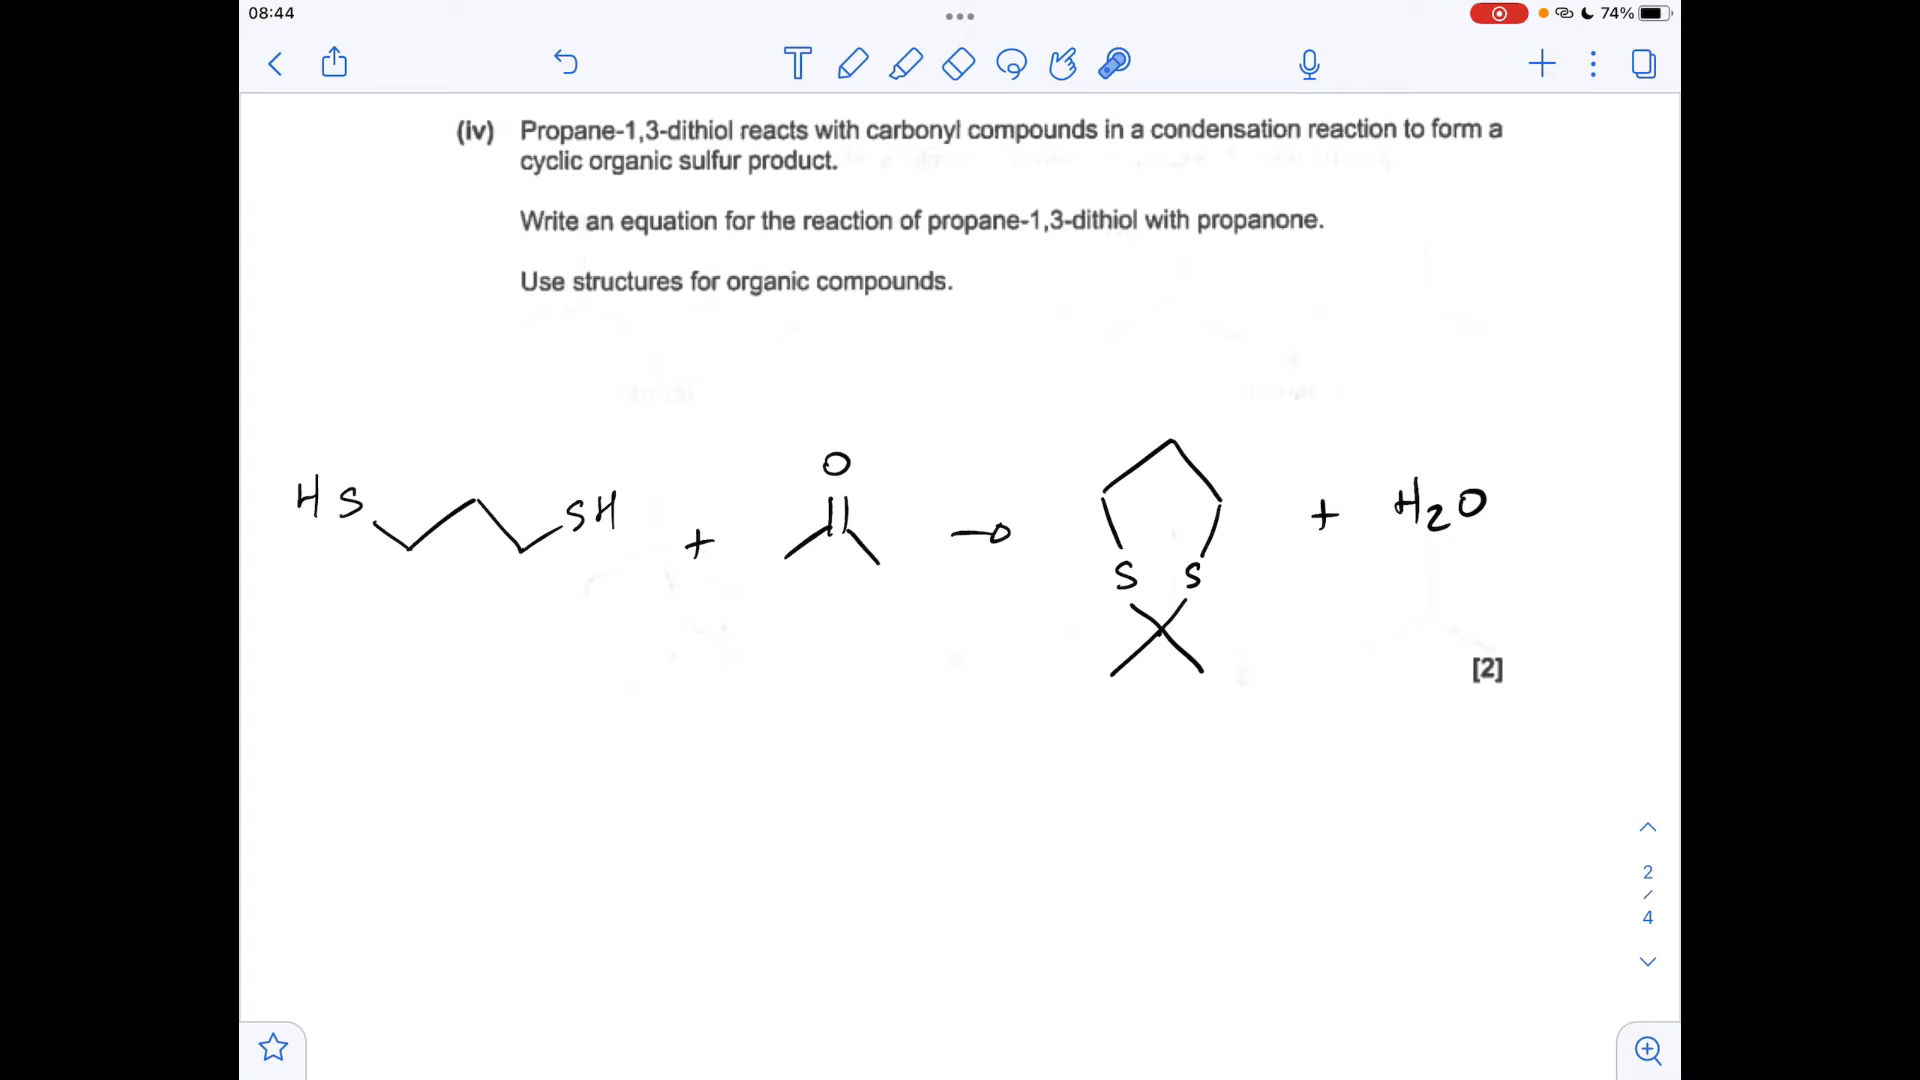 08:44
74%
(iv) Propane-1,3-dithiol reacts with carbonyl compounds in a condensation reaction to form a
cyclic organic sulfur product.
Write an equation for the reaction of propane-1,3-dithiol with propanone.
Use structures for organic compounds.
HS SH + O → S S + H2O
[2]
2
/
4